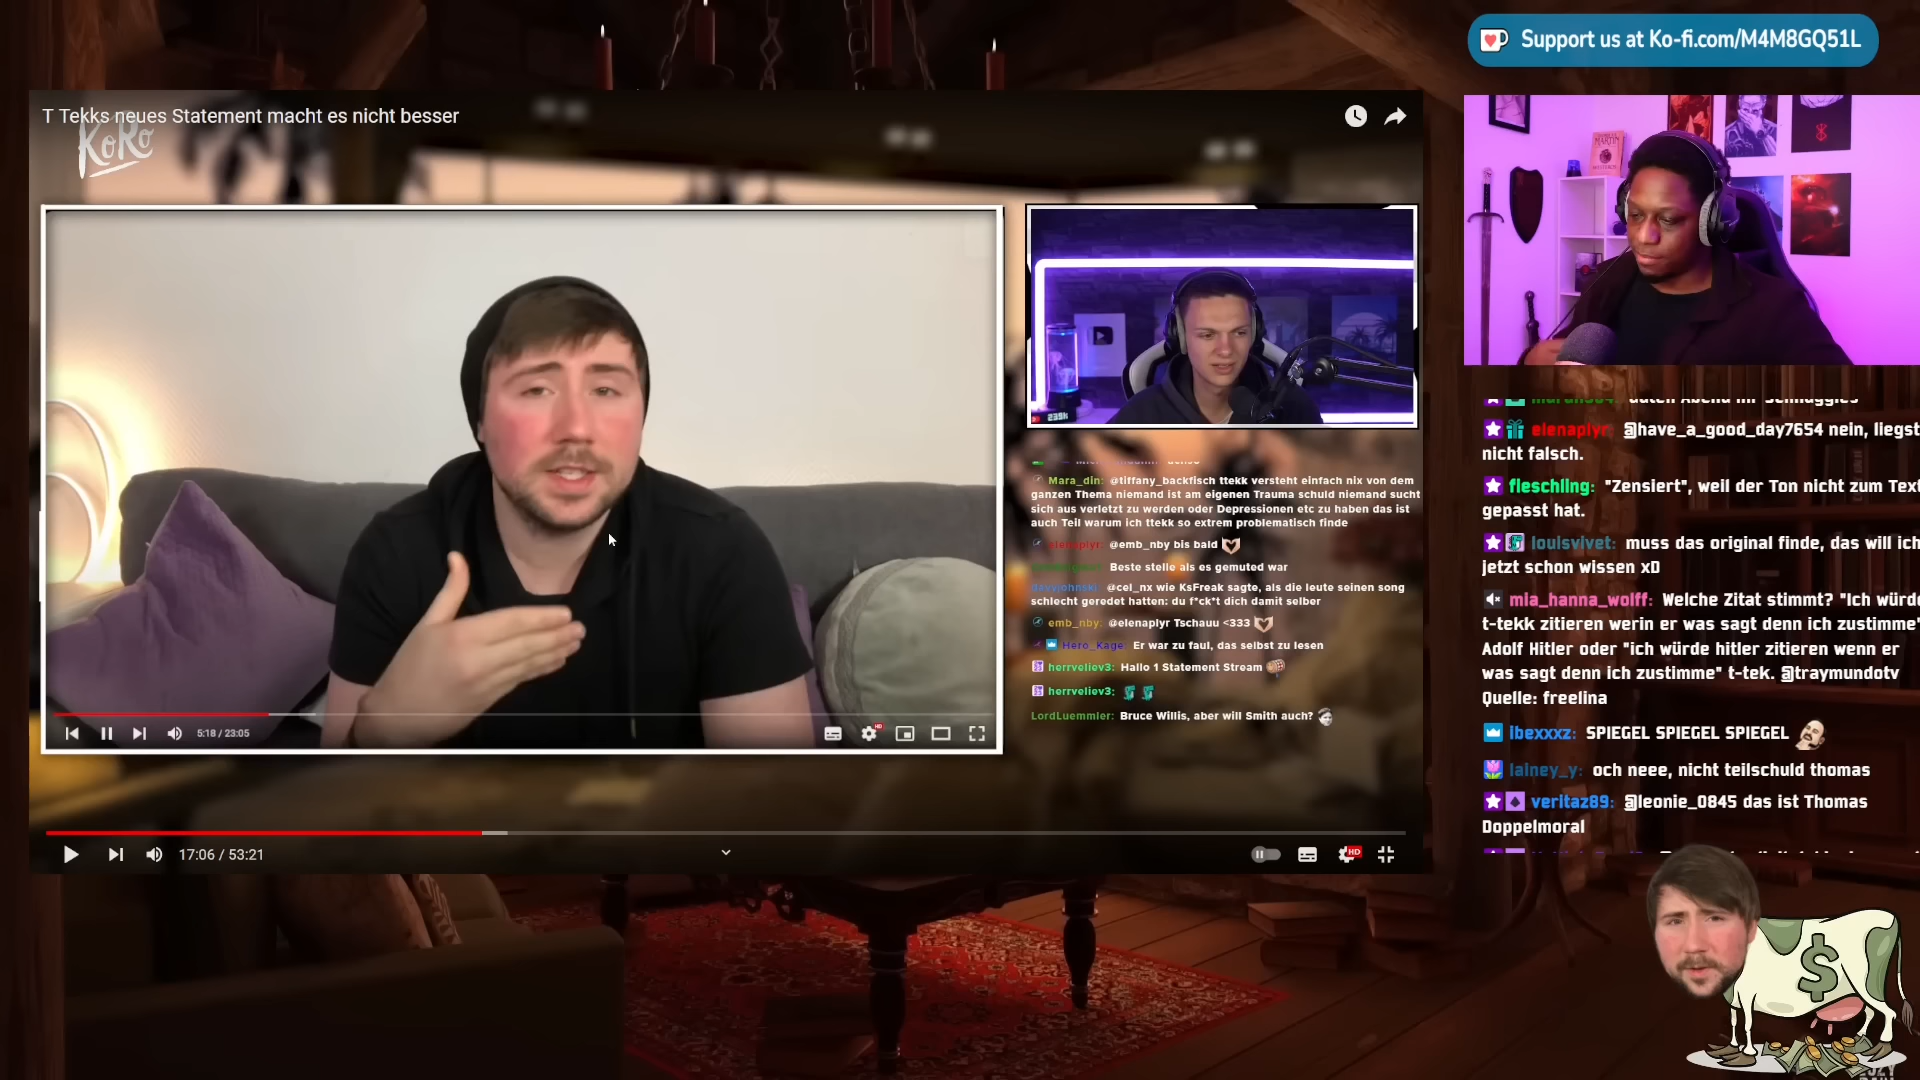 Support us at Ko-fi.com/M4M8GQ51L
T Tekks neues Statement macht es nicht besser
KoRo
239k
Mara_din: @tiffany_backfisch ttekk versteht einfach nix von dem
ganzen Thema niemand ist am eigenen Trauma schuld niemand sucht
sich aus verletzt zu werden oder Depressionen etc zu haben das ist
auch Teil warum ich ttekk so extrem problematisch finde
elenaplyr: @emb_nby bis bald
Beste stelle als es gemuted war
@cel_nx wie KsFreak sagte, als die leute seinen song
schlecht geredet hatten: du f*ck*t dich damit selber
emb_nby: @elenaplyr Tschauu <333
Hero_Kage: Er war zu faul, das selbst zu lesen
herrveliev3: Hallo 1 Statement Stream
herrveliev3:
LordLuemmler: Bruce Willis, aber will Smith auch?
5:18 / 23:05
HD
17:06 / 53:21
HD
MARTIN
elenaplyr: @have_a_good_day7654 nein, liegst
nicht falsch.
fleschling: "Zensiert", weil der Ton nicht zum Text
gepasst hat.
louisvivet: muss das original finde, das will ich
jetzt schon wissen xD
mia_hanna_wolff: Welche Zitat stimmt? "Ich würde
t-tekk zitieren werin er was sagt denn ich zustimme"
Adolf Hitler oder "ich würde hitler zitieren wenn er
was sagt denn ich zustimme" t-tek. @traymundotv
Quelle: freelina
ibexxxz: SPIEGEL SPIEGEL SPIEGEL
lainey_y: och neee, nicht teilschuld thomas
veritaz89: @leonie_0845 das ist Thomas
Doppelmoral
$